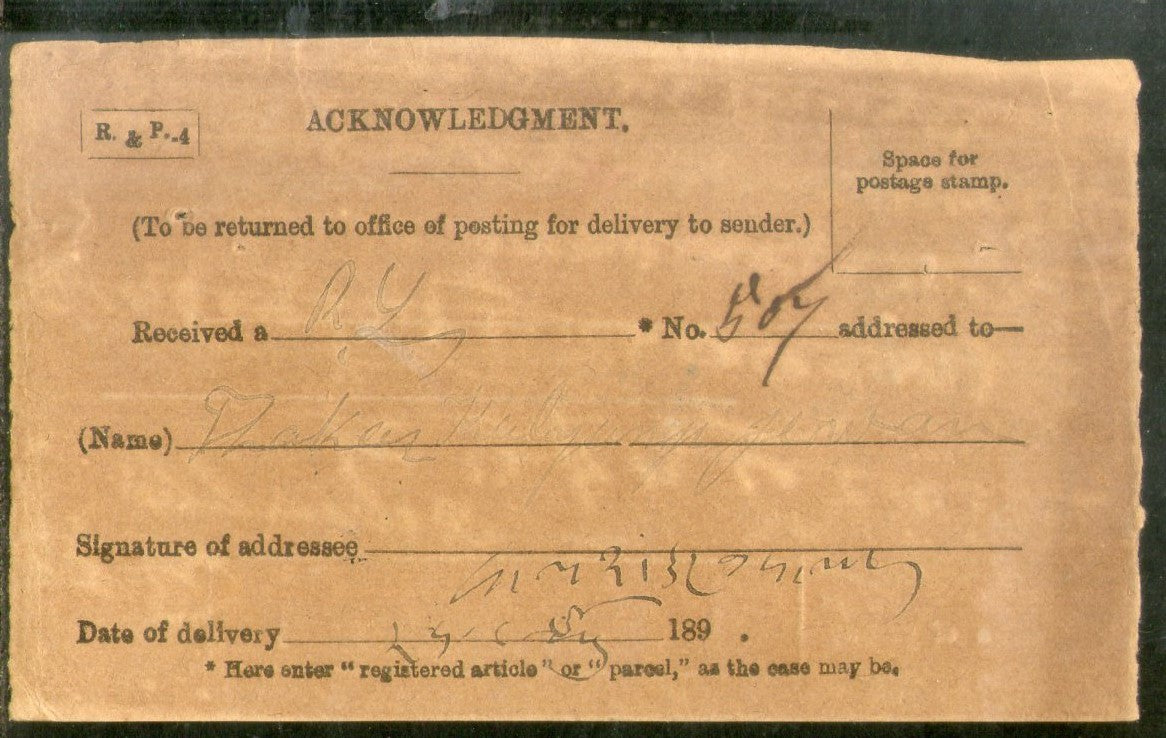 R. & P.-4
ACKNOWLEDGMENT.
Space for
postage stamp.
(To be returned to office of posting for delivery to sender.)
Received a R L * No. 507 addressed to—
(Name)
Signature of addressee
Date of delivery 189 .
* Here enter “registered article” or “parcel,” as the case may be.